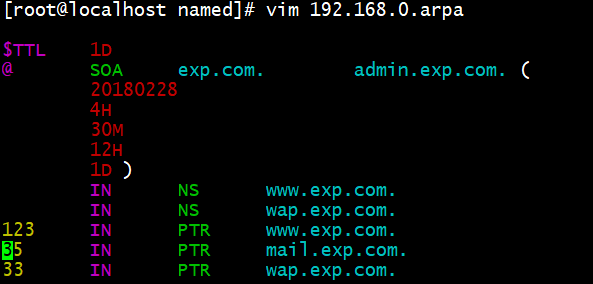 [root@localhost named]# vim 192.168.0.arpa
$TTL 1D
@ SOA exp.com. admin.exp.com. (
20180228
4H
30M
12H
1D )
IN NS www.exp.com.
IN NS wap.exp.com.
123 IN PTR www.exp.com.
35 IN PTR mail.exp.com.
33 IN PTR wap.exp.com.